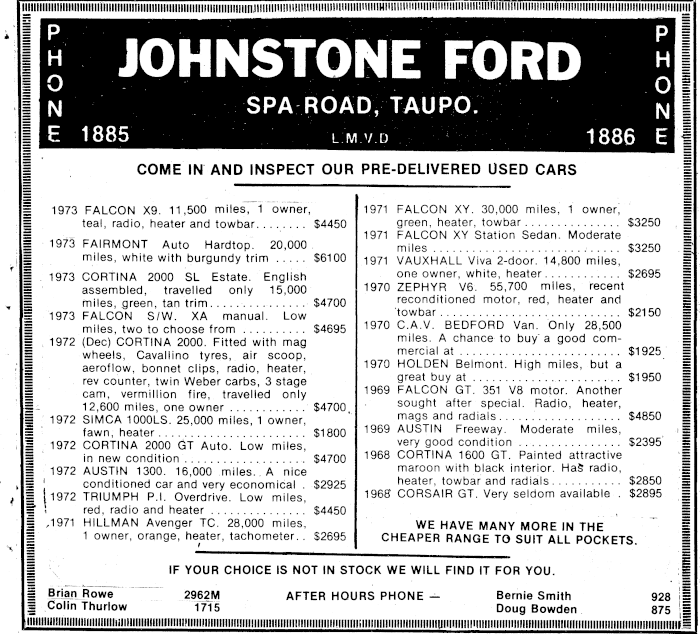 PHONE 1885
JOHNSTONE FORD
SPA ROAD, TAUPO.
L.M.V.D
PHONE 1886
COME IN AND INSPECT OUR PRE-DELIVERED USED CARS
1973 FALCON X9. 11,500 miles, 1 owner,
teal, radio, heater and towbar........ $4450
1973 FAIRMONT Auto Hardtop. 20,000
miles, white with burgundy trim ..... $6100
1973 CORTINA 2000 SL Estate. English
assembled, travelled only 15,000
miles, green, tan trim................. $4700
1973 FALCON S/W. XA manual. Low
miles, two to choose from .......... $4695
1972 (Dec) CORTINA 2000. Fitted with mag
wheels, Cavallino tyres, air scoop,
aeroflow, bonnet clips, radio, heater,
rev counter, twin Weber carbs, 3 stage
cam, vermillion fire, travelled only
12,600 miles, one owner ............ $4700
1972 SIMCA 1000LS. 25,000 miles, 1 owner,
fawn, heater....................... $1800
1972 CORTINA 2000 GT Auto. Low miles,
in new condition ................... $4700
1972 AUSTIN 1300. 16,000 miles. A nice
conditioned car and very economical . $2925
1972 TRIUMPH P.I. Overdrive. Low miles,
red, radio and heater ............... $4450
1971 HILLMAN Avenger TC. 28,000 miles,
1 owner, orange, heater, tachometer.. $2695
1971 FALCON XY. 30,000 miles, 1 owner,
green, heater, towbar ............... $3250
1971 FALCON XY Station Sedan. Moderate
miles ............................. $3250
1971 VAUXHALL Viva 2-door. 14,800 miles,
one owner, white, heater............ $2695
1970 ZEPHYR V6. 55,700 miles, recent
reconditioned motor, red, heater and
towbar ............................ $2150
1970 C.A.V. BEDFORD Van. Only 28,500
miles. A chance to buy a good com-
mercial at ......................... $1925
1970 HOLDEN Belmont. High miles, but a
great buy at ....................... $1950
1969 FALCON GT. 351 V8 motor. Another
sought after special. Radio, heater,
mags and radials.................... $4850
1969 AUSTIN Freeway. Moderate miles,
very good condition ................ $2395
1968 CORTINA 1600 GT. Painted attractive
maroon with black interior. Has radio,
heater, towbar and radials........... $2850
1968 CORSAIR GT. Very seldom available . $2895
WE HAVE MANY MORE IN THE
CHEAPER RANGE TO SUIT ALL POCKETS.
IF YOUR CHOICE IS NOT IN STOCK WE WILL FIND IT FOR YOU.
Brian Rowe 2962M AFTER HOURS PHONE — Bernie Smith 928
Colin Thurlow 1715 Doug Bowden 875